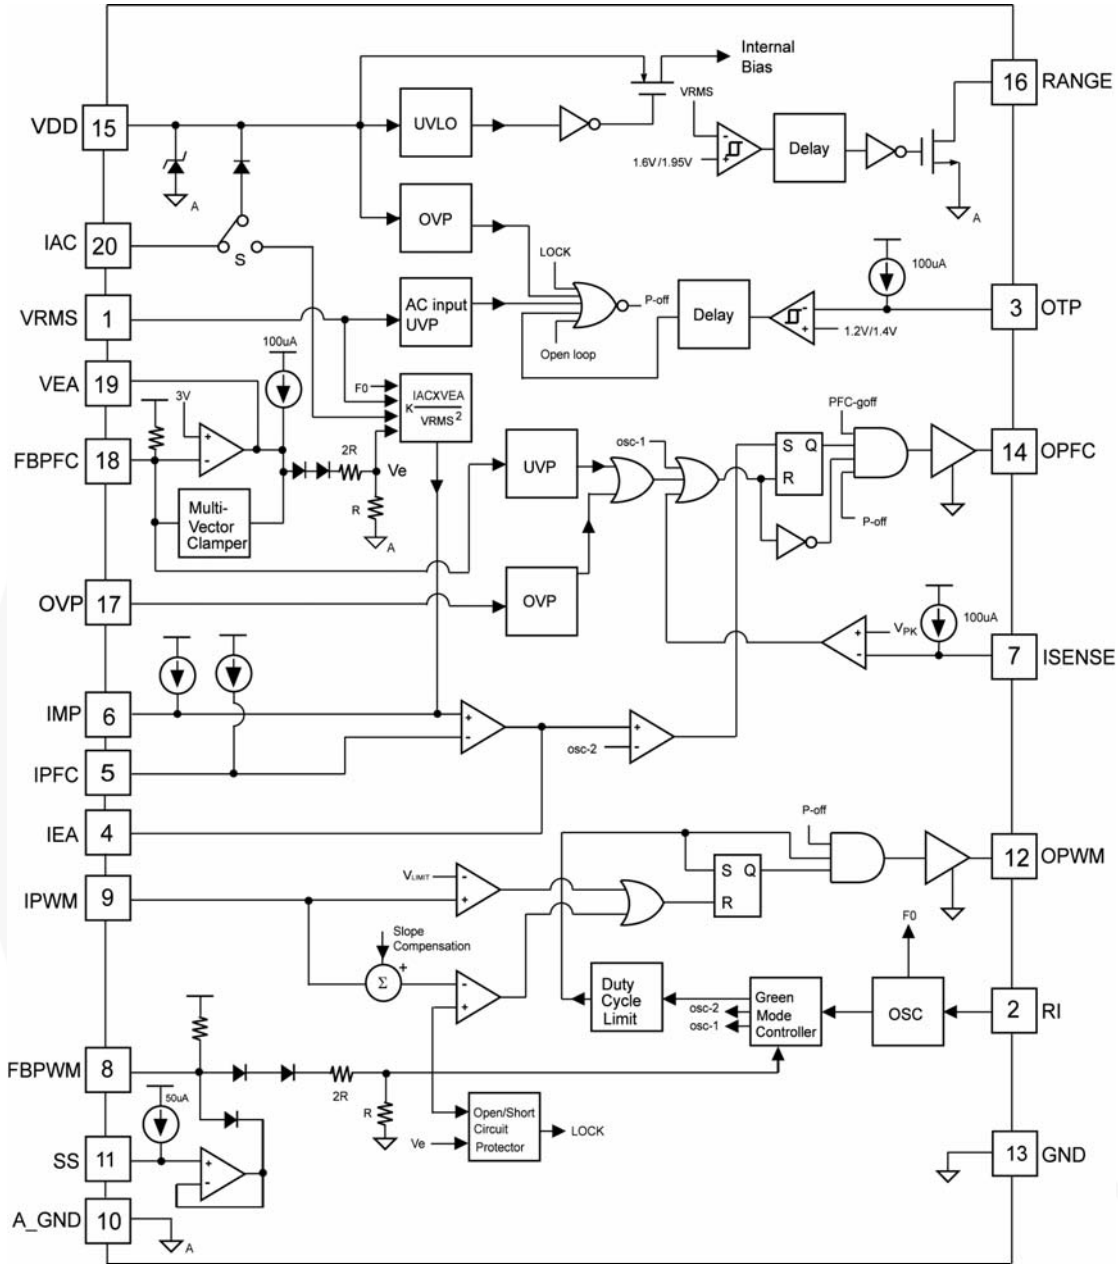 Internal
Bias
VRMS
16 RANGE
VDD 15
UVLO
-
+
1.6V/1.95V
Delay
A
A
OVP
IAC 20
S
LOCK
P-off
100uA
VRMS 1
AC input
UVP
Open loop
Delay
-
+
1.2V/1.4V
3 OTP
100uA
VEA 19
F0
K IACXVEA
VRMS 2
3V
+
-
PFC-goff
FBPFC 18
2R
Ve
UVP
osc-1
S Q
R
14 OPFC
Multi-
Vector
Clamper
R
A
P-off
OVP 17
OVP
+
-
VPK
100uA
7 ISENSE
IMP 6
+
-
+
-
osc-2
IPFC 5
IEA 4
P-off
12 OPWM
IPWM 9
VLIMIT
-
+
S Q
R
Slope
Compensation
+
Σ
-
+
F0
Duty
Cycle
Limit
osc-2
osc-1
Green
Mode
Controller
OSC
2 RI
FBPWM 8
2R
R
50uA
Ve
Open/Short
Circuit
Protector
LOCK
SS 11
+
-
13 GND
A_GND 10
A